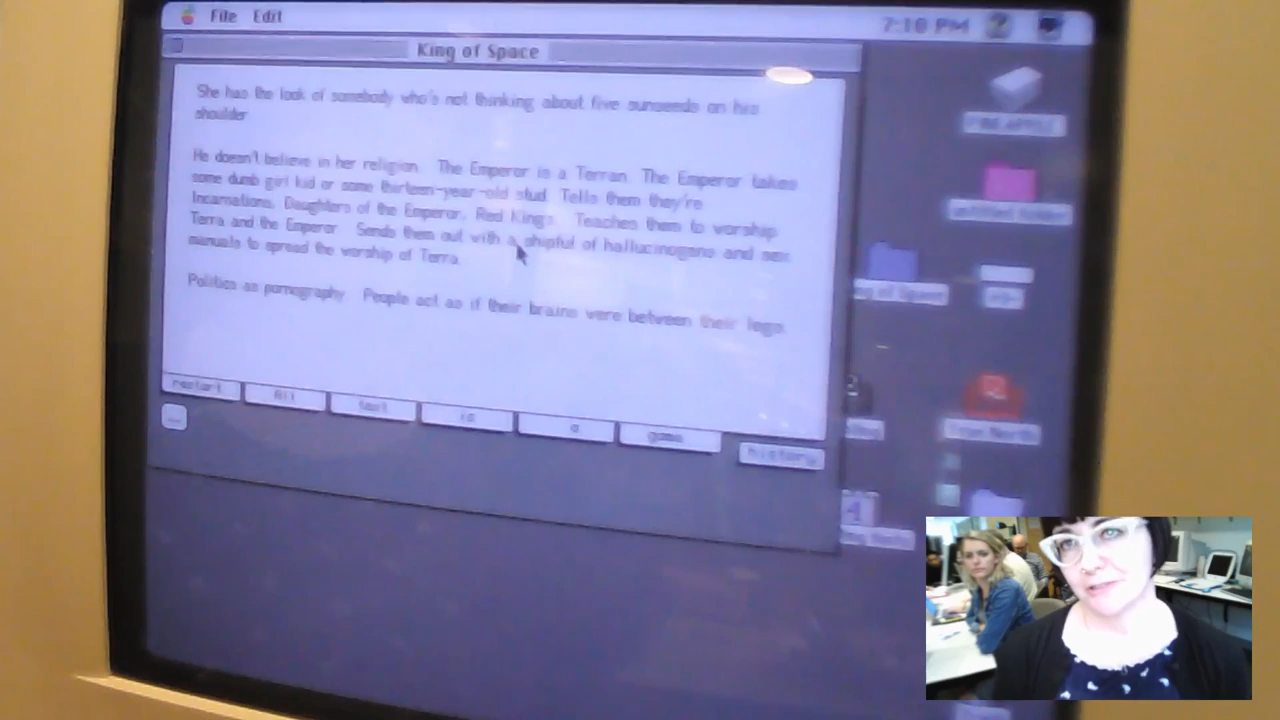 File Edit
7:10 PM
King of Space
She has the look of somebody who's not thinking about five sunseeds on his
shoulder
He doesn't believe in her religion. The Emperor is a Terran. The Emperor takes
some dumb girl kid or some thirteen-year-old stud. Tells them they're
Incarnations, Daughters of the Emperor, Red Kings. Teaches them to worship
Terra and the Emperor. Sends them out with a shipful of hallucinogens and sex
manuals to spread the worship of Terra.
Politics as pornography. People act as if their brains were between their legs.
restart
All
text
is
a
game
history